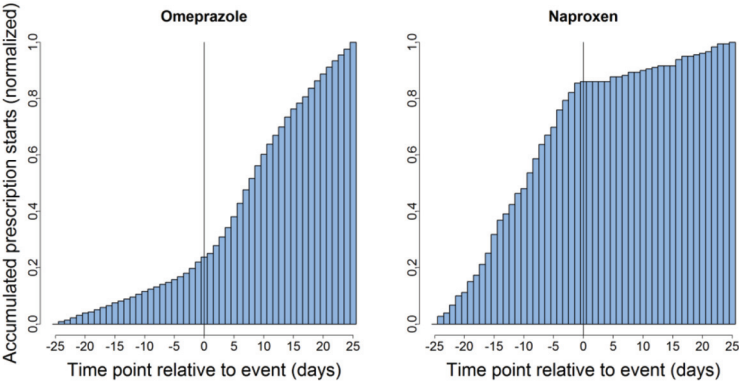 Omeprazole
Accumulated prescription starts (normalized)
1,0
0,8
0,6
0,4
0,2
0,0
-25 -20 -15 -10 -5 0 5 10 15 20 25
Time point relative to event (days)
Naproxen
1,0
0,8
0,6
0,4
0,2
0,0
-25 -20 -15 -10 -5 0 5 10 15 20 25
Time point relative to event (days)